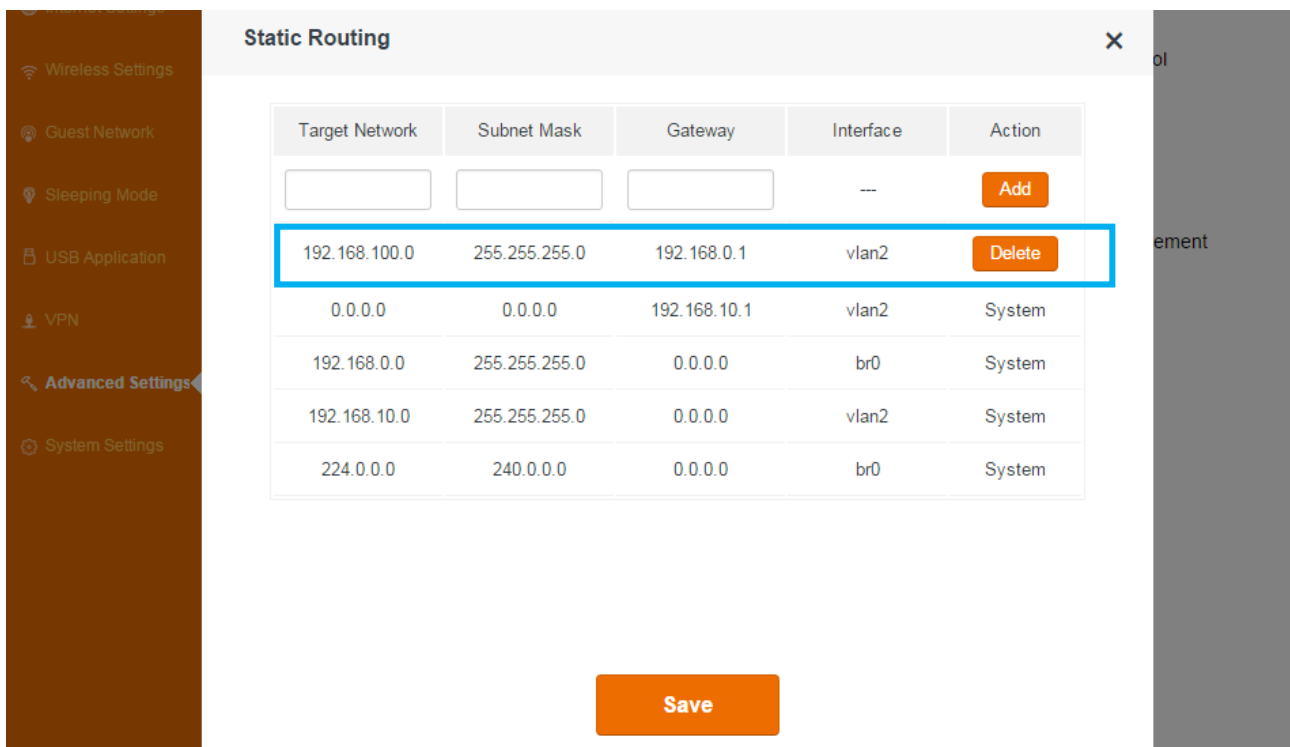 Static Routing
Wireless Settings
Guest Network
Sleeping Mode
USB Application
VPN
Advanced Settings
System Settings
Target Network Subnet Mask Gateway Interface Action
--- Add
192.168.100.0 255.255.255.0 192.168.0.1 vlan2 Delete
0.0.0.0 0.0.0.0 192.168.10.1 vlan2 System
192.168.0.0 255.255.255.0 0.0.0.0 br0 System
192.168.10.0 255.255.255.0 0.0.0.0 vlan2 System
224.0.0.0 240.0.0.0 0.0.0.0 br0 System
Save
ol
ement